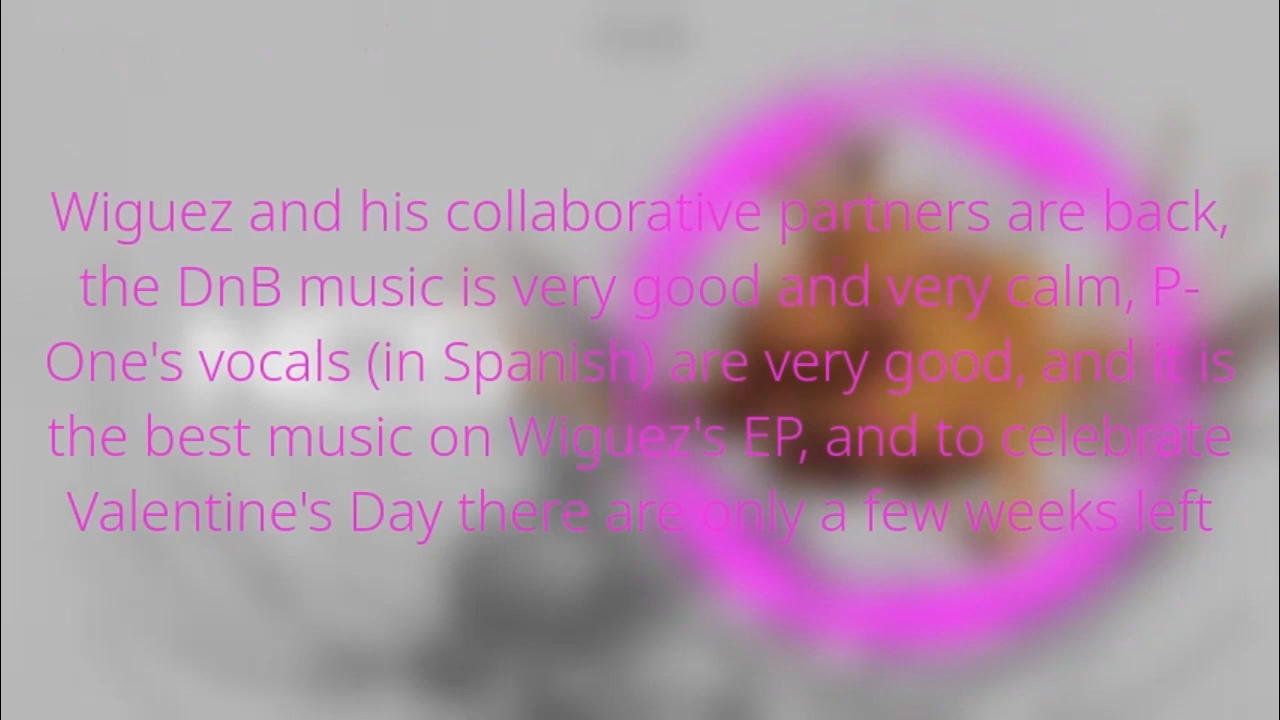 Wiguez and his collaborative partners are back,
the DnB music is very good and very calm, P-
One's vocals (in Spanish) are very good, and it is
the best music on Wiguez's EP, and to celebrate
Valentine's Day there are only a few weeks left